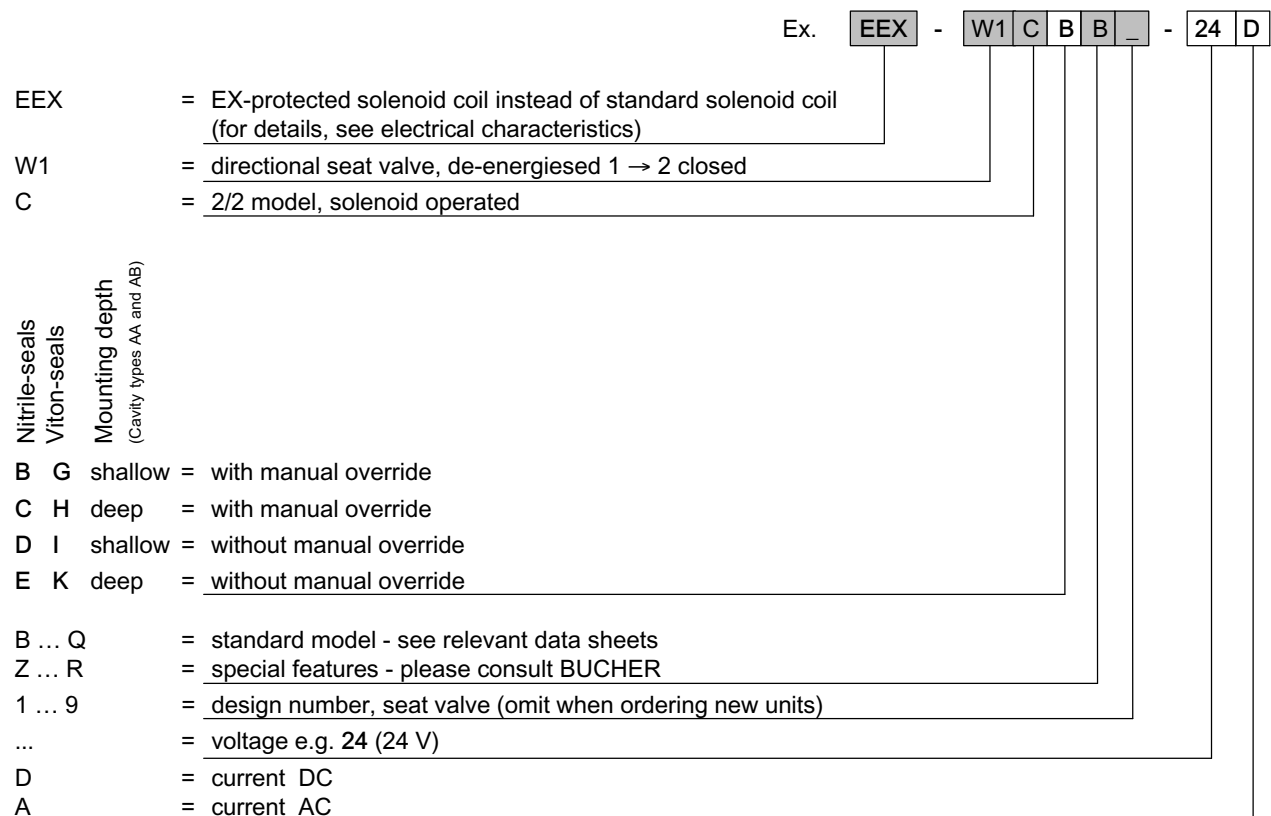 Ex. EEX - W1 C B B _ - 24 D
EEX = EX-protected solenoid coil instead of standard solenoid coil
(for details, see electrical characteristics)
W1 = directional seat valve, de-energiesed 1 → 2 closed
C = 2/2 model, solenoid operated
Nitrile-seals
Viton-seals
Mounting depth
(Cavity types AA and AB)
B G shallow = with manual override
C H deep = with manual override
D I shallow = without manual override
E K deep = without manual override
B … Q = standard model - see relevant data sheets
Z … R = special features - please consult BUCHER
1 … 9 = design number, seat valve (omit when ordering new units)
... = voltage e.g. 24 (24 V)
D = current DC
A = current AC